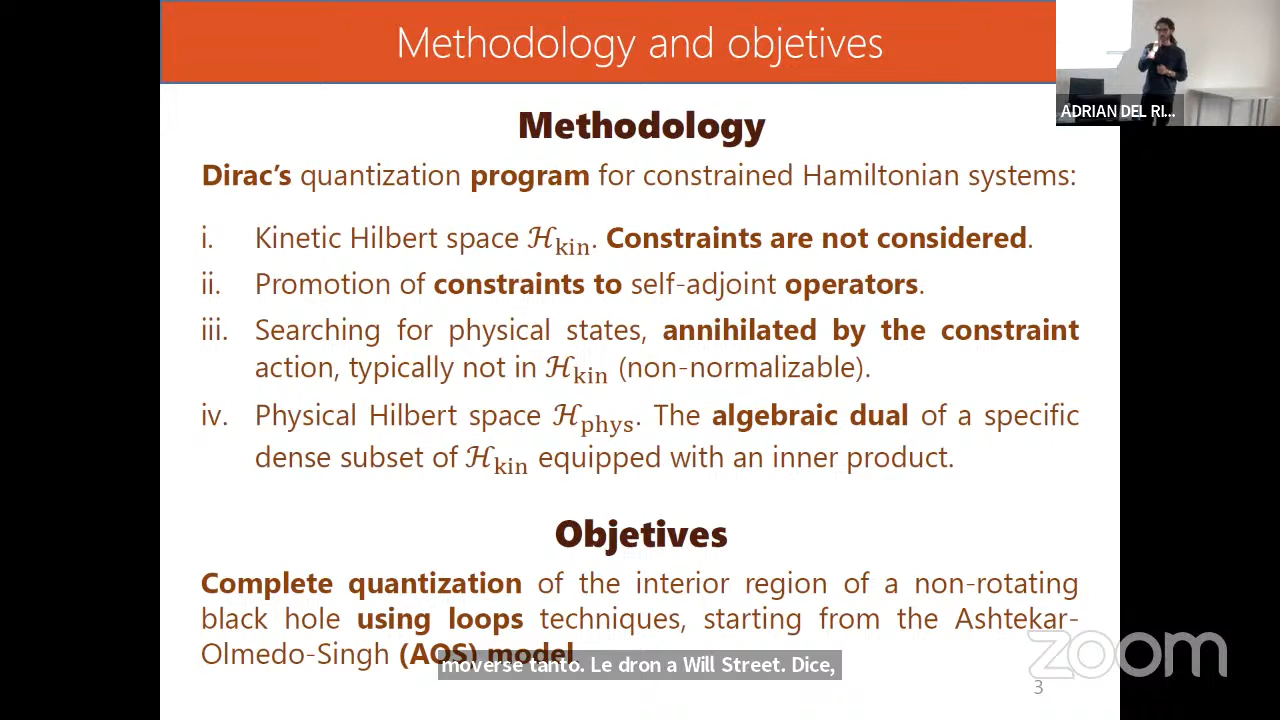 Methodology and objetives
ADRIAN DEL RI...
Methodology
Dirac's quantization program for constrained Hamiltonian systems:
i. Kinetic Hilbert space ℋkin. Constraints are not considered.
ii. Promotion of constraints to self-adjoint operators.
iii. Searching for physical states, annihilated by the constraint
action, typically not in ℋkin (non-normalizable).
iv. Physical Hilbert space ℋphys. The algebraic dual of a specific
dense subset of ℋkin equipped with an inner product.
Objetives
Complete quantization of the interior region of a non-rotating
black hole using loops techniques, starting from the Ashtekar-
Olmedo-Singh (AOS) model.
moverse tanto. Le dron a Will Street. Dice,
zoom
3